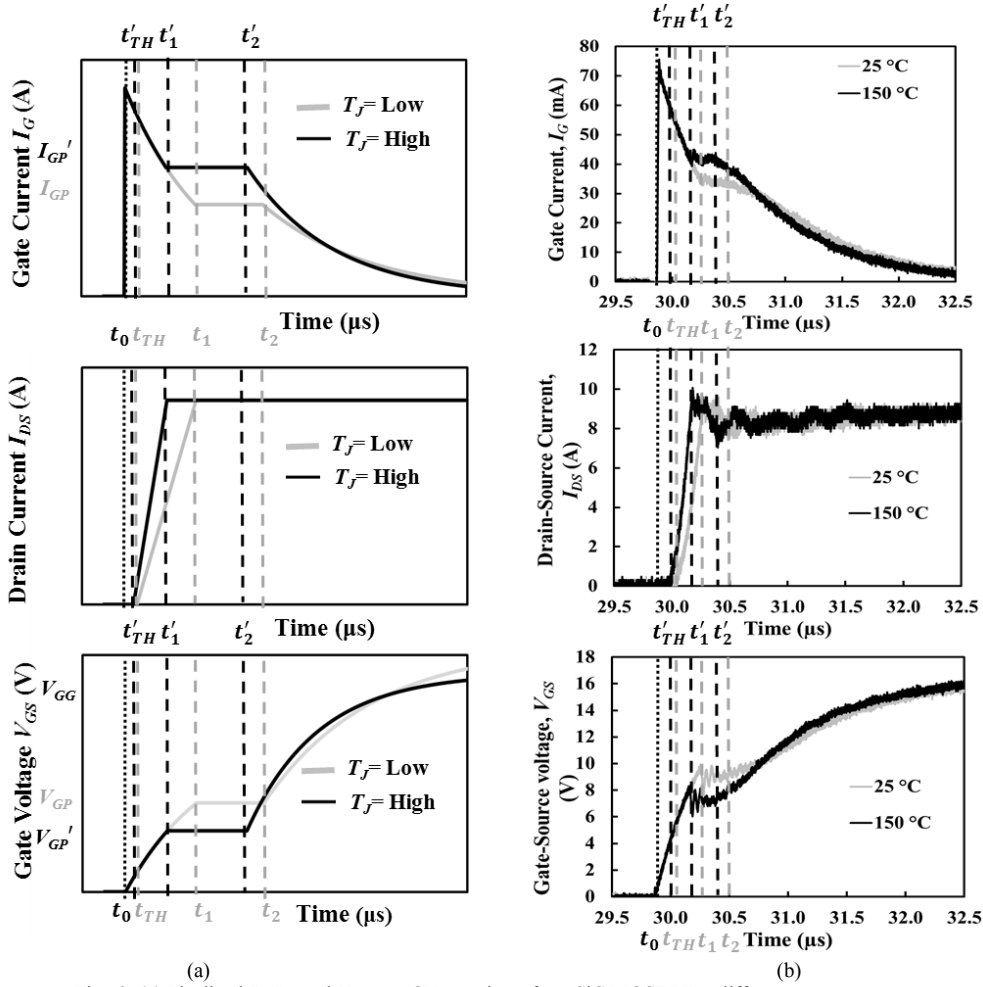 t′TH t′1 t′2
Gate Current IG (A)
IGP′
IGP
TJ= Low
TJ= High
Time (μs)
t0 tTH t1 t2
Drain Current IDS (A)
TJ= Low
TJ= High
Time (μs)
t′TH t′1 t′2
Gate Voltage VGS (V)
VGG
VGP
VGP′
TJ= Low
TJ= High
t0 tTH t1 t2
Time (μs)
(a)
t′TH t′1 t′2
Gate Current, IG (mA)
80
70
60
50
40
30
20
10
0
25 °C
150 °C
29.5 30.0 30.5 31.0 31.5 32.0 32.5
t0 tTH t1 t2 Time (μs)
Drain-Source Current,
IDS (A)
12
10
8
6
4
2
0
25 °C
150 °C
29.5 30.0 30.5 31.0 31.5 32.0 32.5
t′TH t′1 t′2 Time (μs)
Gate-Source voltage, VGS
(V)
18
16
14
12
10
8
6
4
2
0
25 °C
150 °C
29.5 30.0 30.5 31.0 31.5 32.0 32.5
t0 tTH t1 t2 Time (μs)
(b)